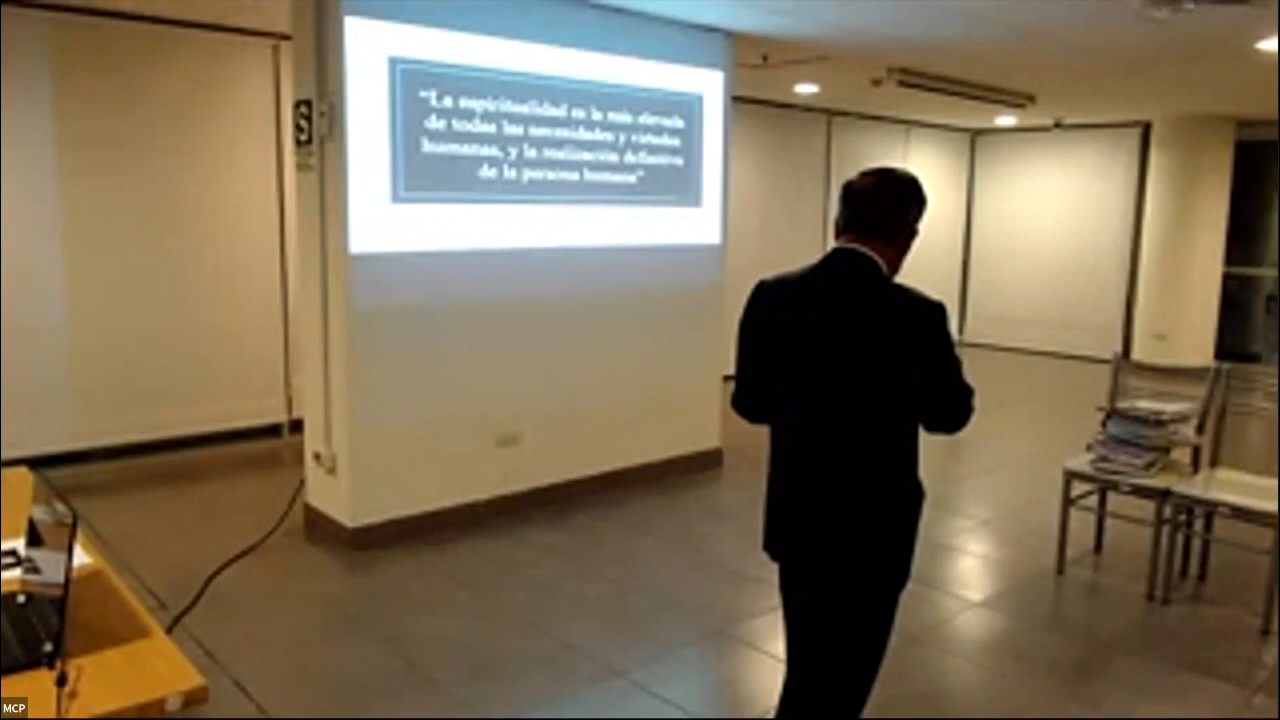 "La espiritualidad es la más elevada
de todas las necesidades y virtudes
humanas, y la realización definitiva
de la persona humana"
S
MCP